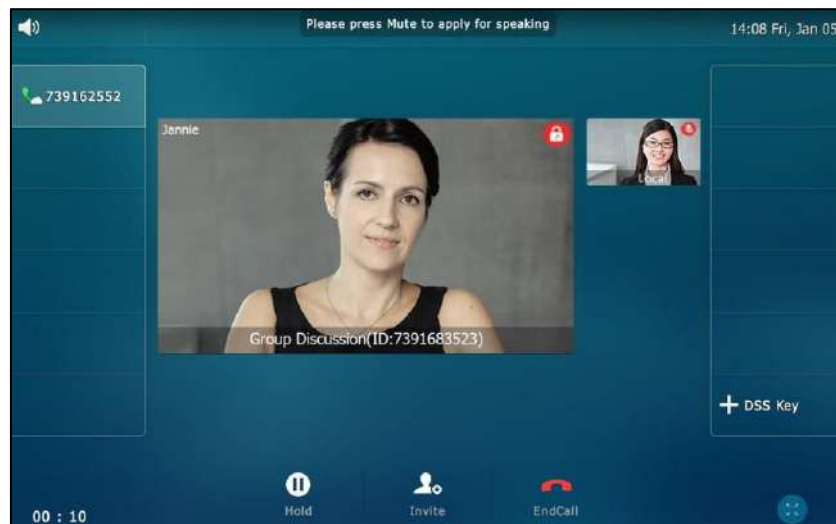 Please press Mute to apply for speaking
14:08 Fri, Jan 05
739162552
Jannie
Local
Group Discussion(ID:7391683523)
+ DSS Key
Hold
Invite
EndCall
00 : 10